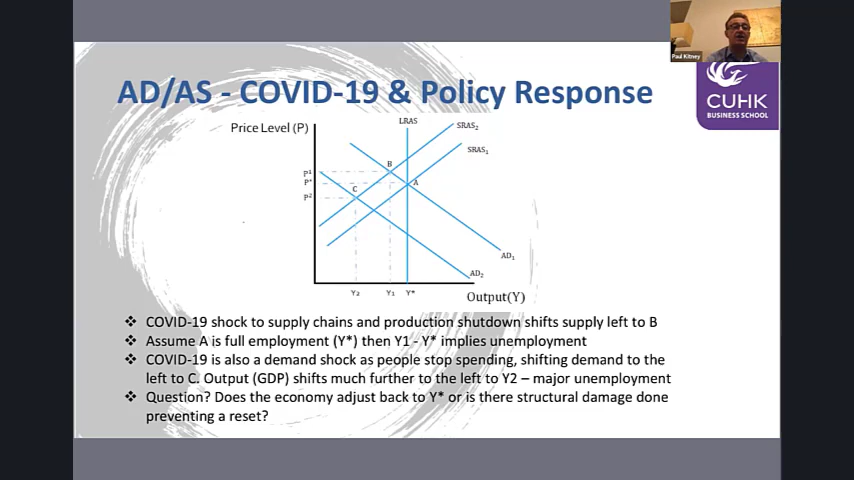 Paul Kitney
AD/AS - COVID-19 & Policy Response
CUHK
BUSINESS SCHOOL
Price Level (P)
LRAS
SRAS₂
SRAS₁
B
P¹
P*
A
C
P²
AD₁
AD₂
Y₂ Y₁ Y*
Output(Y)
❖ COVID-19 shock to supply chains and production shutdown shifts supply left to B
❖ Assume A is full employment (Y*) then Y1 - Y* implies unemployment
❖ COVID-19 is also a demand shock as people stop spending, shifting demand to the
left to C. Output (GDP) shifts much further to the left to Y2 – major unemployment
❖ Question? Does the economy adjust back to Y* or is there structural damage done
preventing a reset?